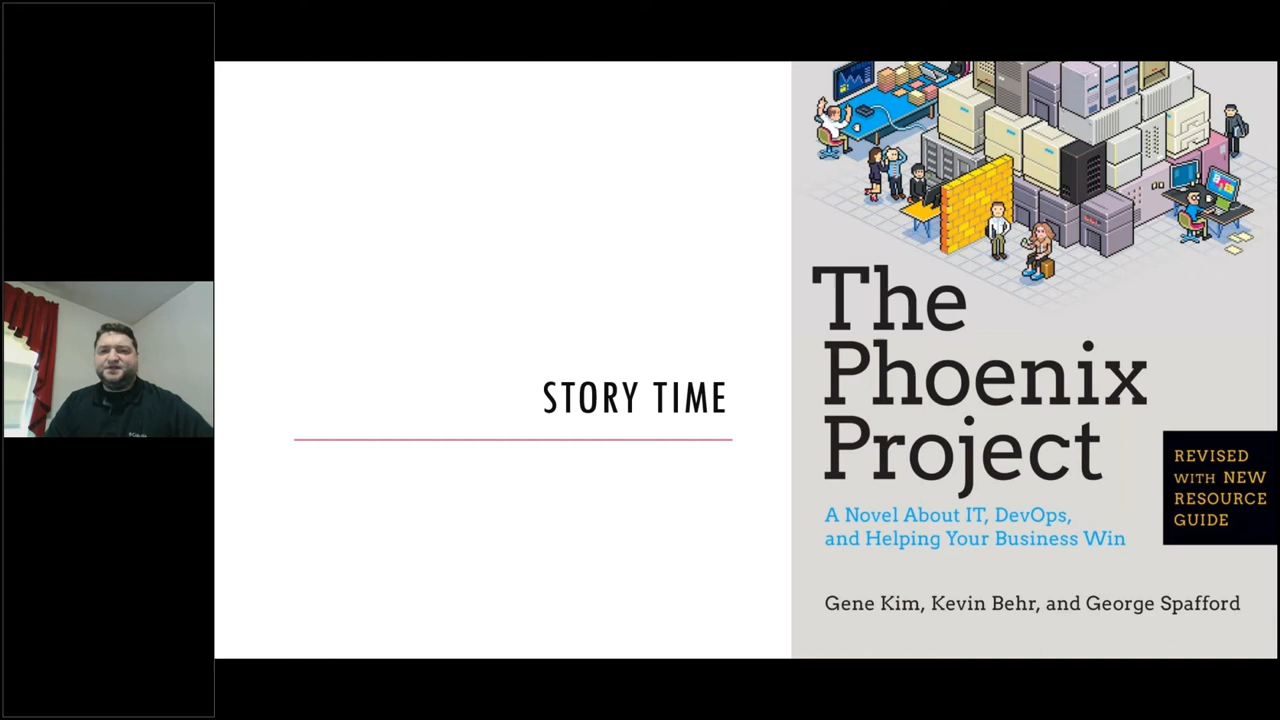 STORY TIME
The
Phoenix
Project
REVISED
WITH NEW
RESOURCE
GUIDE
A Novel About IT, DevOps,
and Helping Your Business Win
Gene Kim, Kevin Behr, and George Spafford